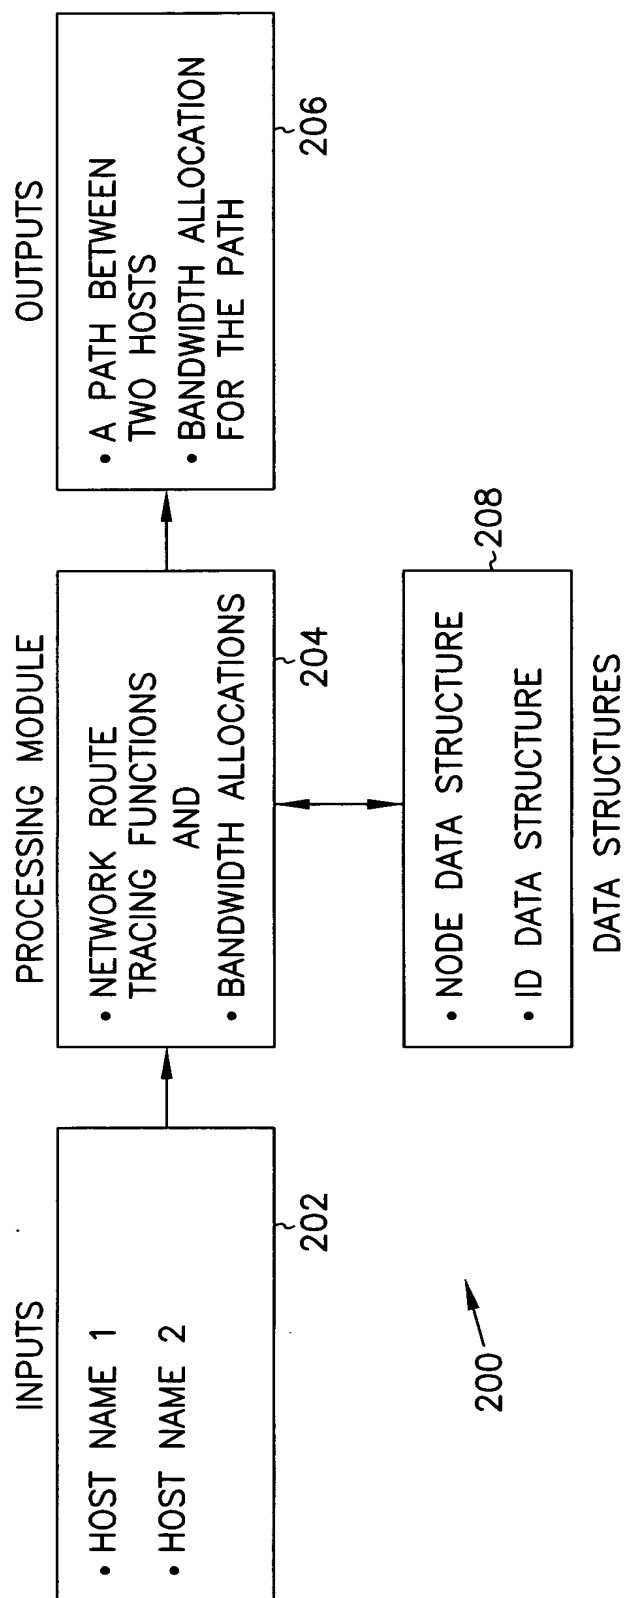 INPUTS
• HOST NAME 1
• HOST NAME 2
202
PROCESSING MODULE
• NETWORK ROUTE
TRACING FUNCTIONS
AND
• BANDWIDTH ALLOCATIONS
204
OUTPUTS
• A PATH BETWEEN
TWO HOSTS
• BANDWIDTH ALLOCATION
FOR THE PATH
206
• NODE DATA STRUCTURE
• ID DATA STRUCTURE
208
DATA STRUCTURES
200